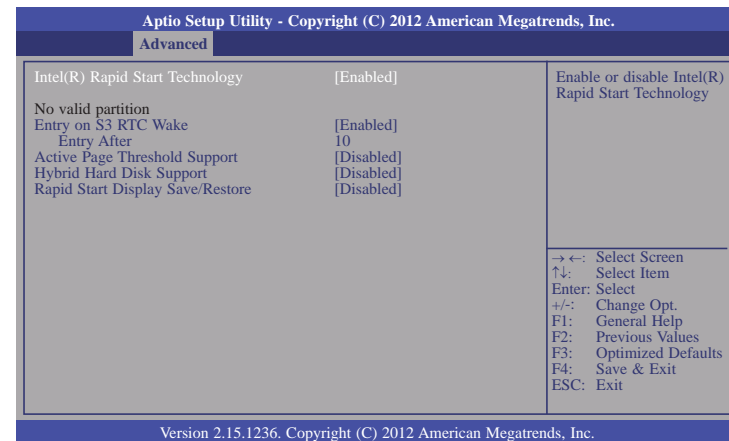 Aptio Setup Utility - Copyright (C) 2012 American Megatrends, Inc.
Advanced
Intel(R) Rapid Start Technology [Enabled]
No valid partition
Entry on S3 RTC Wake [Enabled]
Entry After 10
Active Page Threshold Support [Disabled]
Hybrid Hard Disk Support [Disabled]
Rapid Start Display Save/Restore [Disabled]
Enable or disable Intel(R)
Rapid Start Technology
→ ←: Select Screen
↑↓: Select Item
Enter: Select
+/-: Change Opt.
F1: General Help
F2: Previous Values
F3: Optimized Defaults
F4: Save & Exit
ESC: Exit
Version 2.15.1236. Copyright (C) 2012 American Megatrends, Inc.